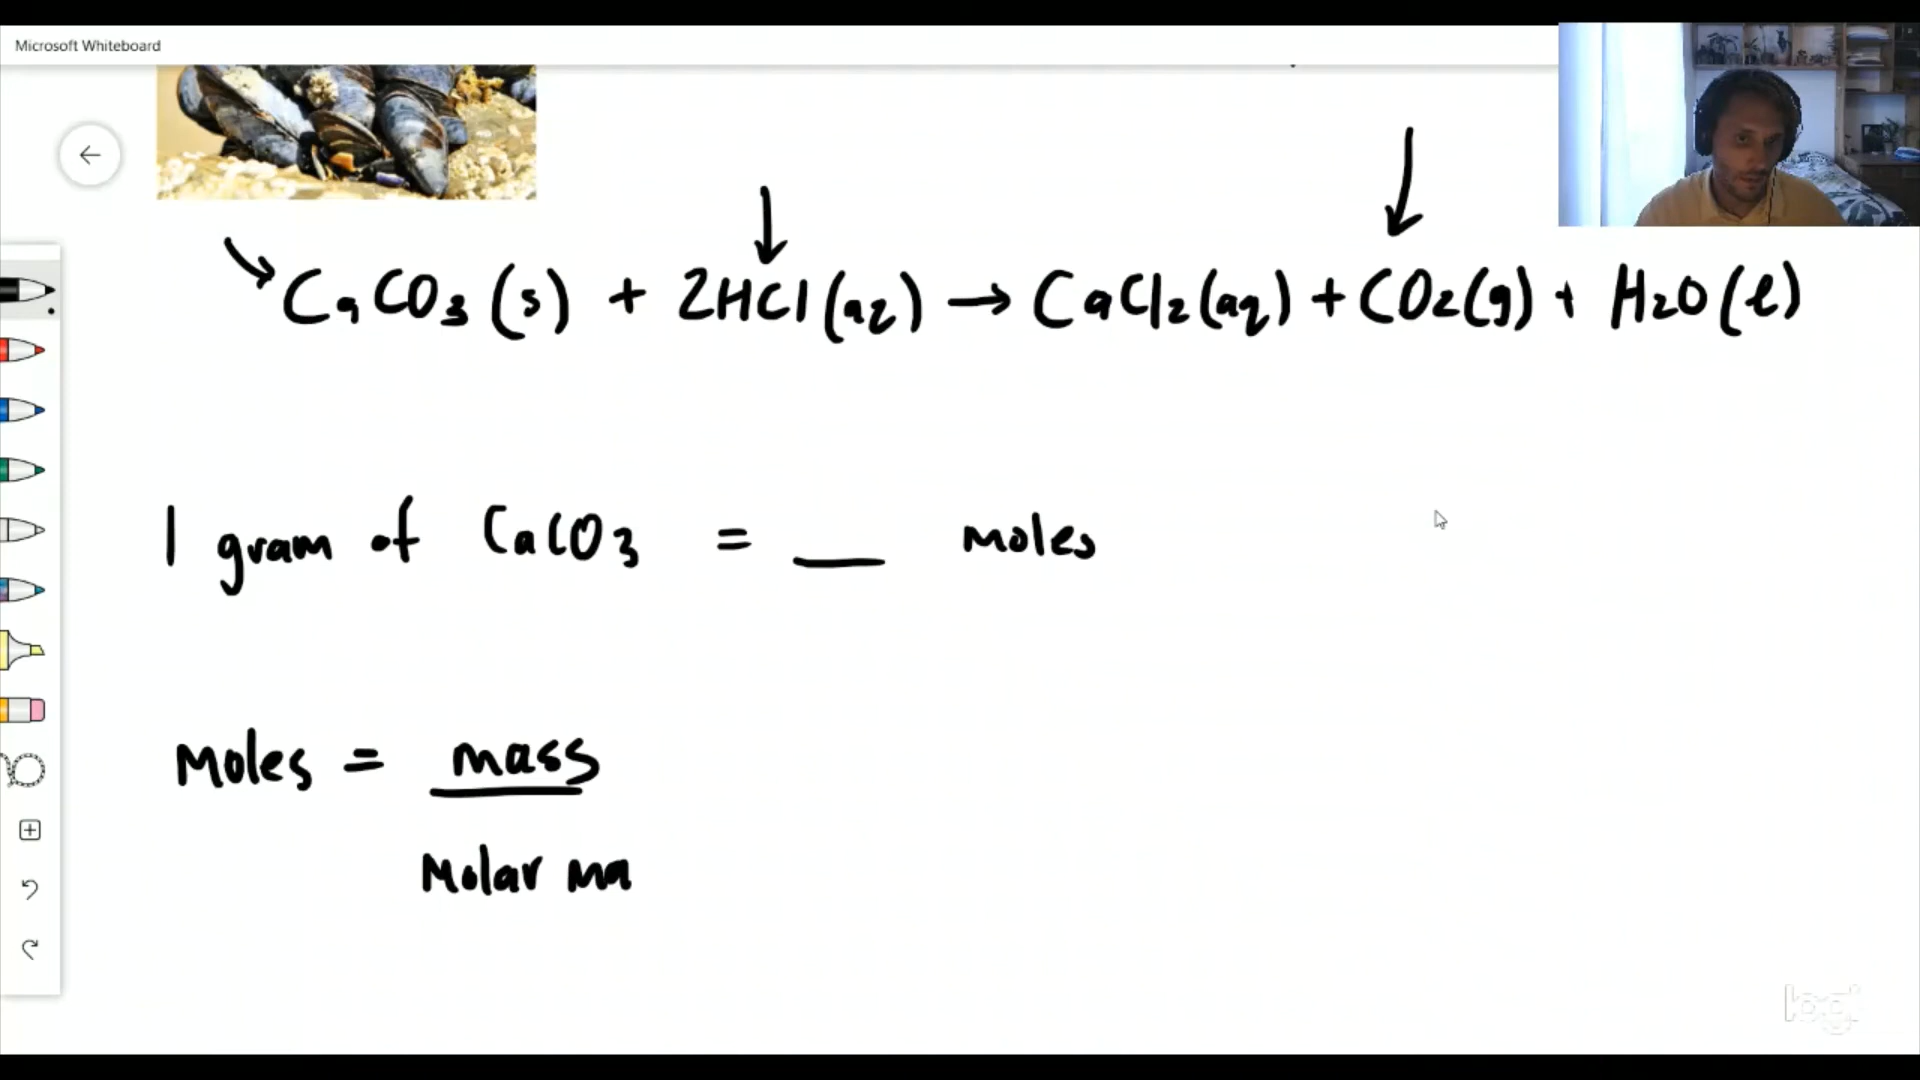 Microsoft Whiteboard
CaCO3(s) + 2HCl(aq) → CaCl2(aq) + CO2(g) + H2O(l)
1 gram of CaCO3 = __ moles
Moles = mass
Molar ma
logi